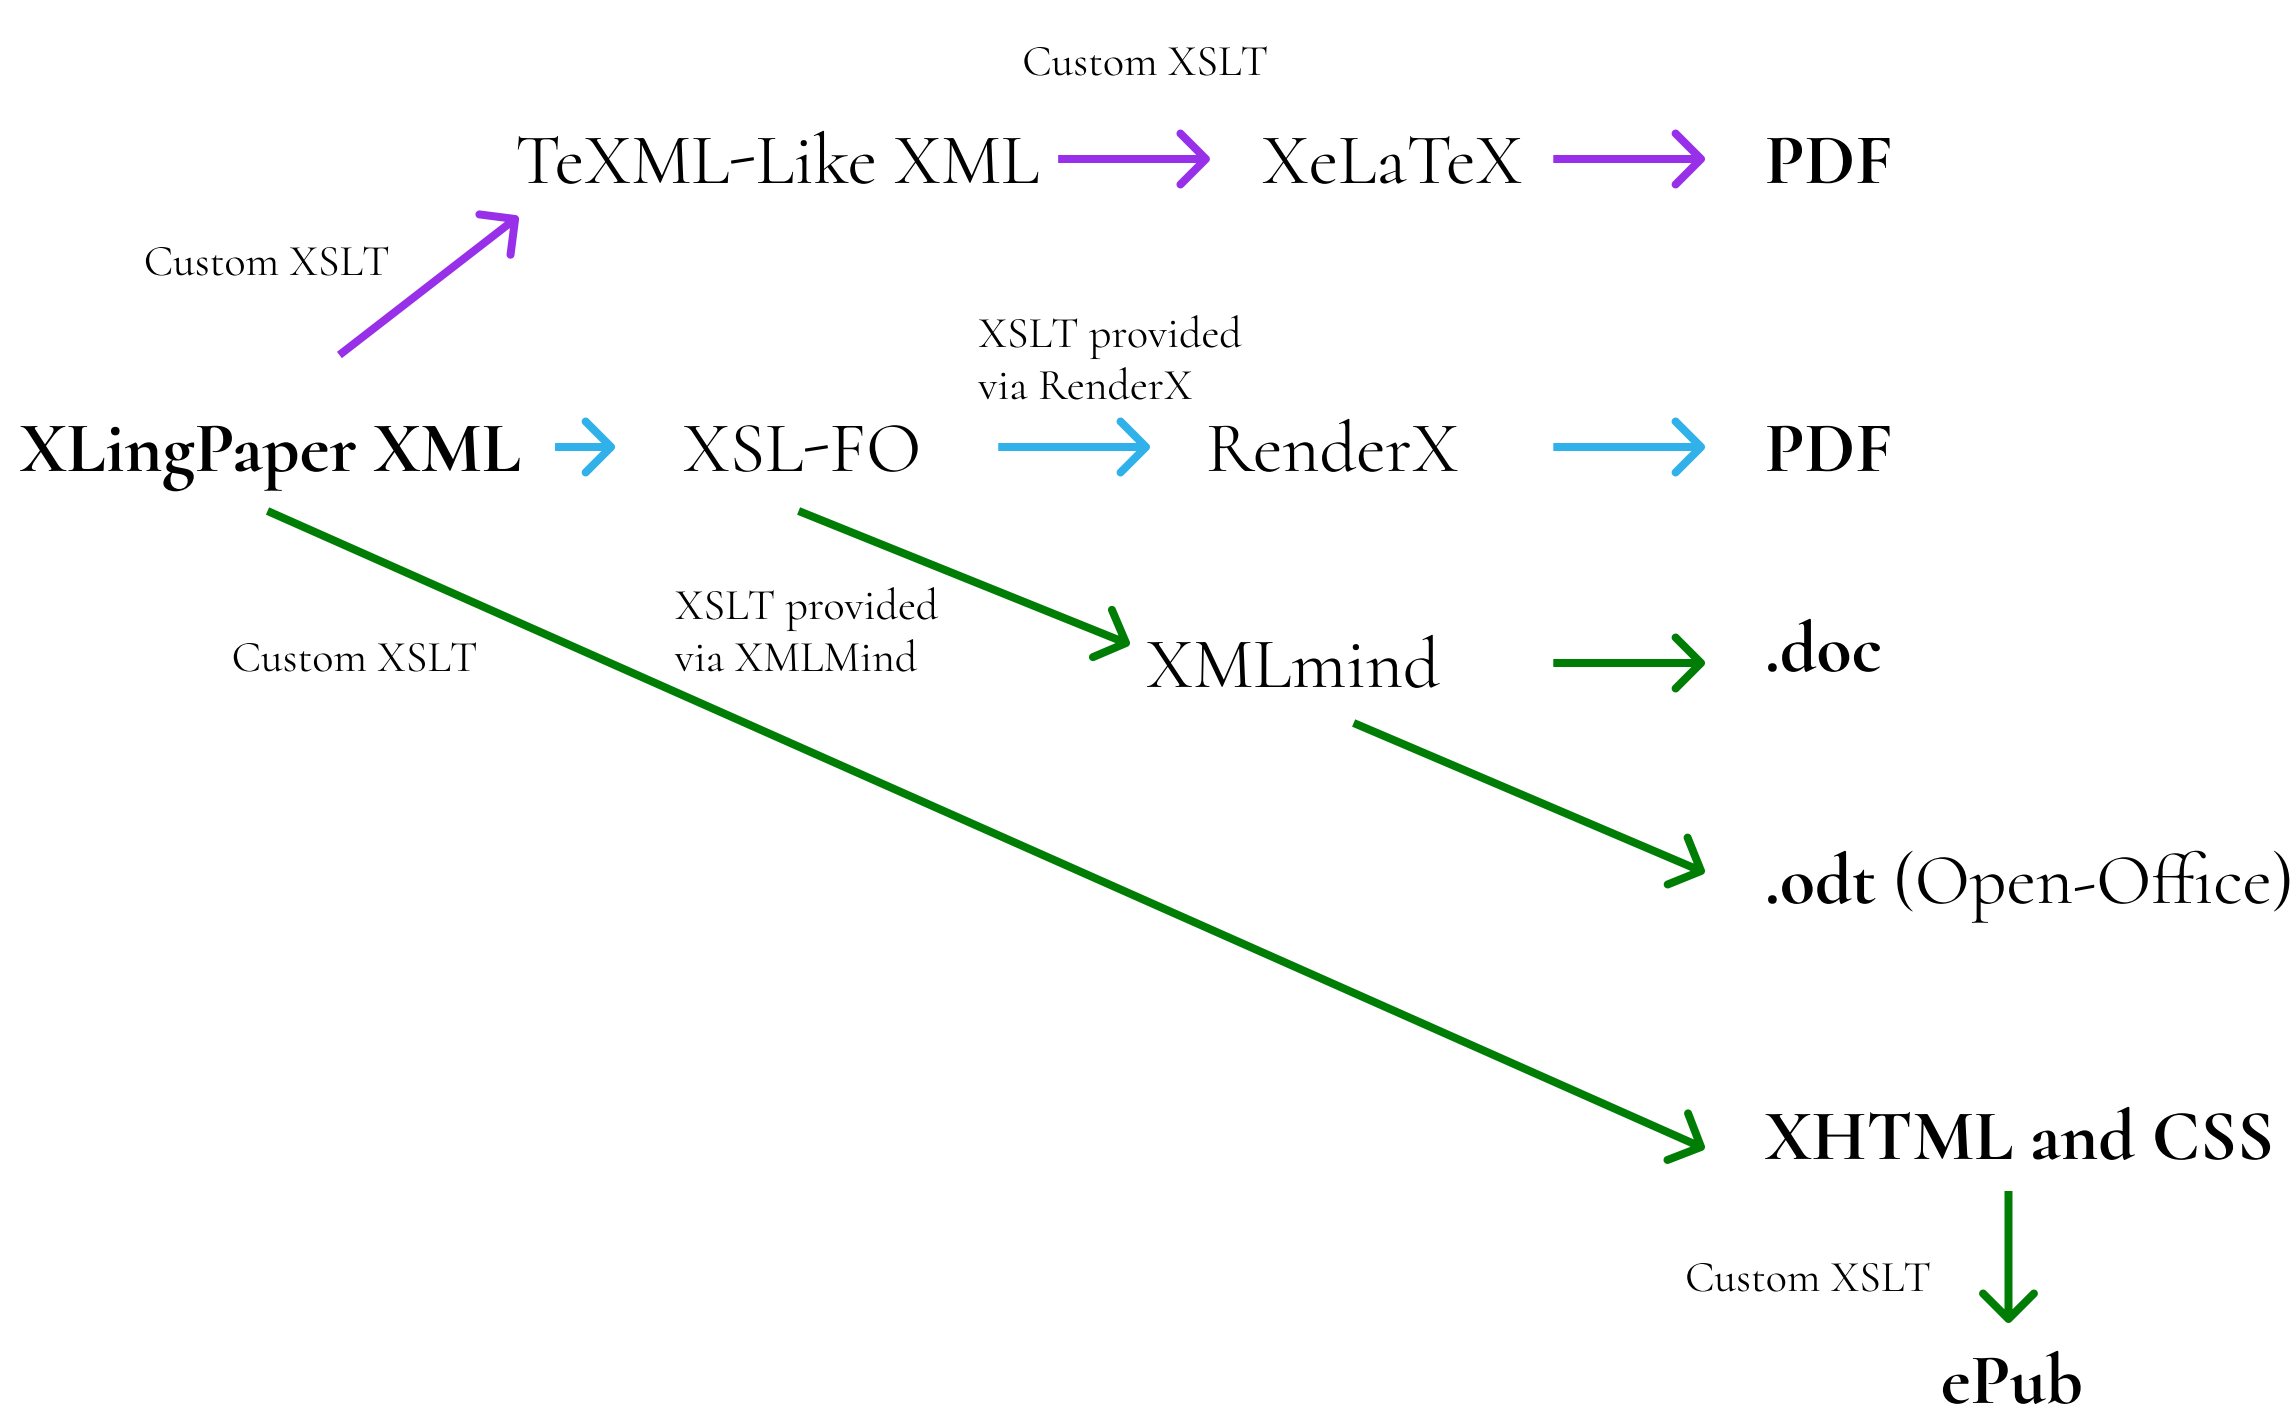 Custom XSLT
TeXML-Like XML
XeLaTeX
PDF
Custom XSLT
XSLT provided
via RenderX
XLingPaper XML
XSL-FO
RenderX
PDF
XSLT provided
via XMLMind
Custom XSLT
XMLmind
.doc
.odt (Open-Office)
XHTML and CSS
Custom XSLT
ePub